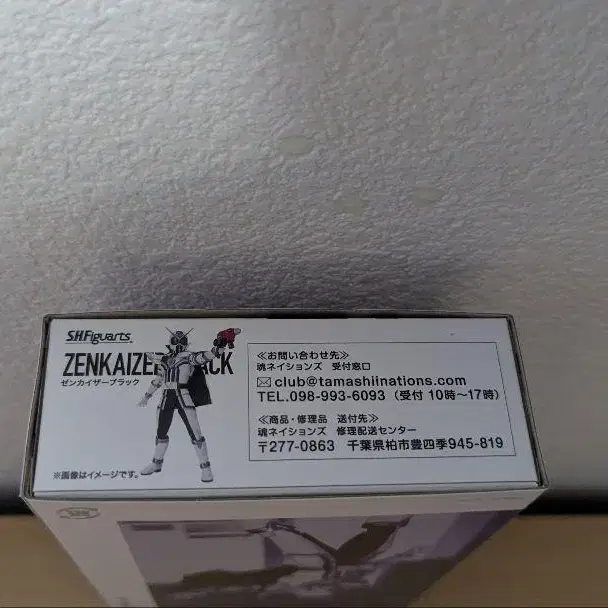 S.H.Figuarts
ZENKAIZER BLACK
ゼンカイザーブラック
※画像はイメージです。
≪お問い合わせ先≫
魂ネイションズ 受付窓口
club@tamashiinations.com
TEL.098-993-6093 (受付 10時～17時)
≪商品・修理品 送付先≫
魂ネイションズ 修理配送センター
〒277-0863 千葉県柏市豊四季945-819